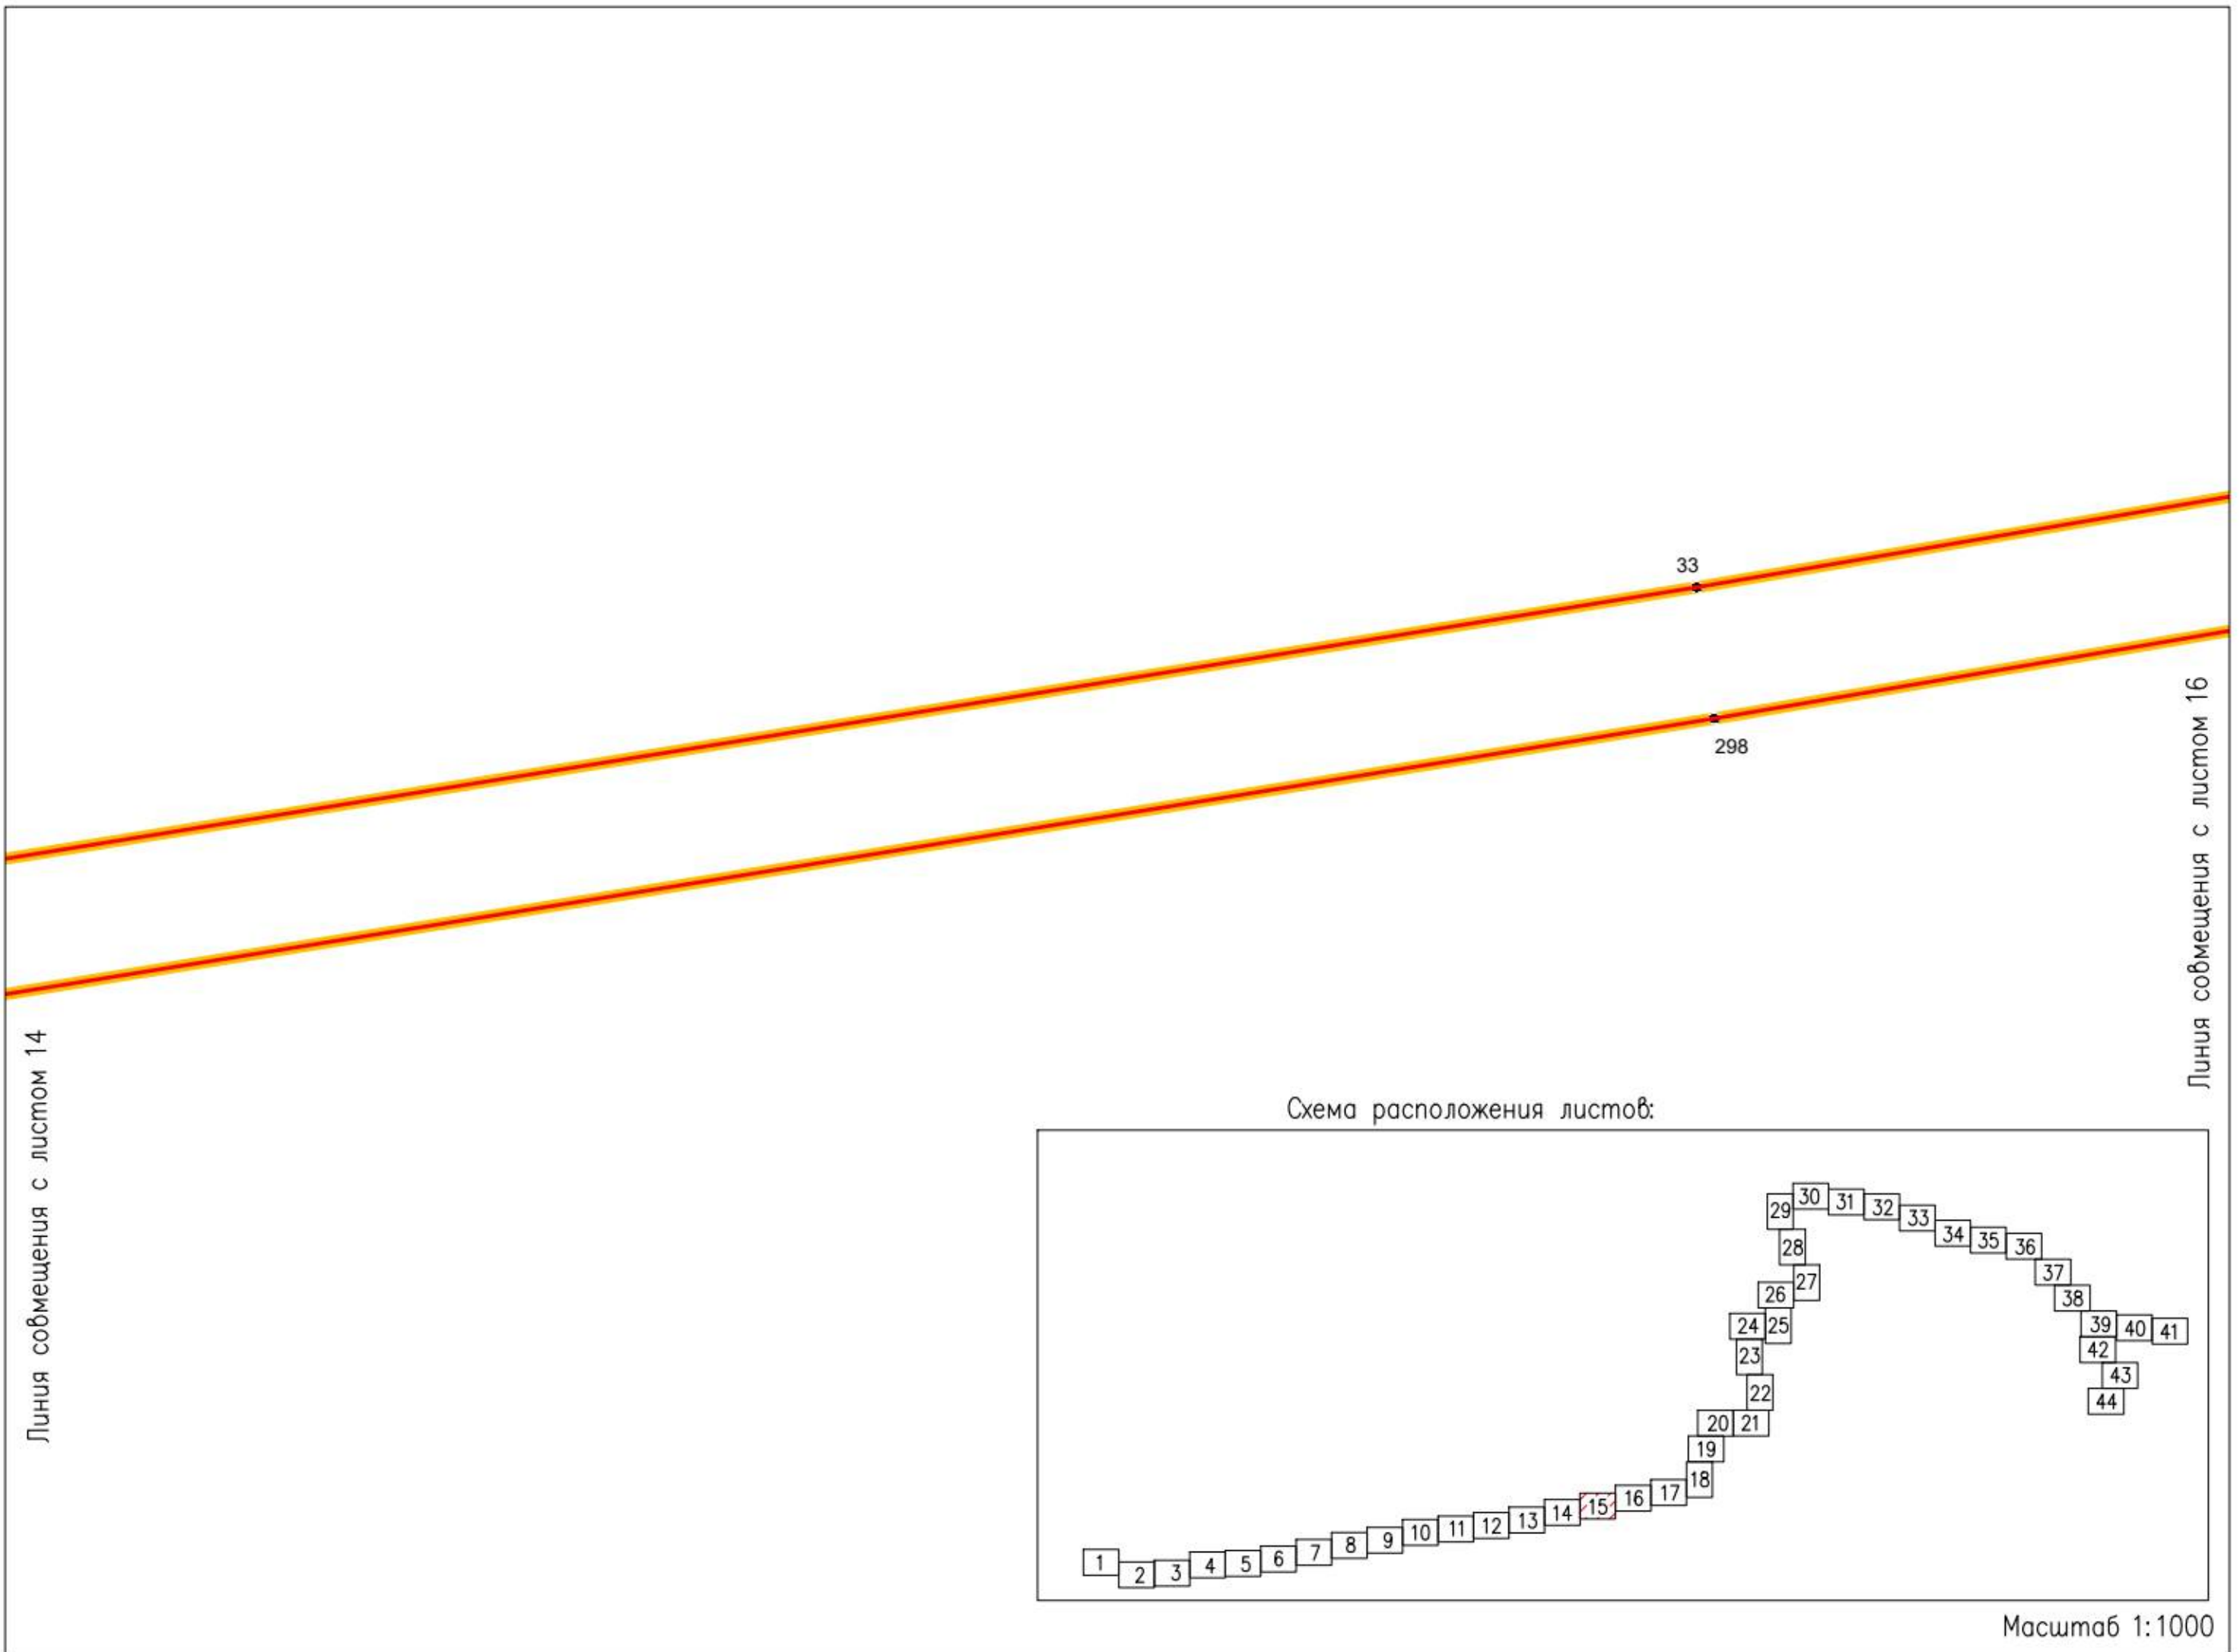 33
298
Линия совмещения с листом 16
Линия совмещения с листом 14
Схема расположения листов:
30 31 32 33 34 35 36
29
28
37
27
26
38
24 25
39 40 41
23
42
43
22
44
20 21
19
18
1 2 3 4 5 6 7 8 9 10 11 12 13 14 15 16 17
Масштаб 1:1000